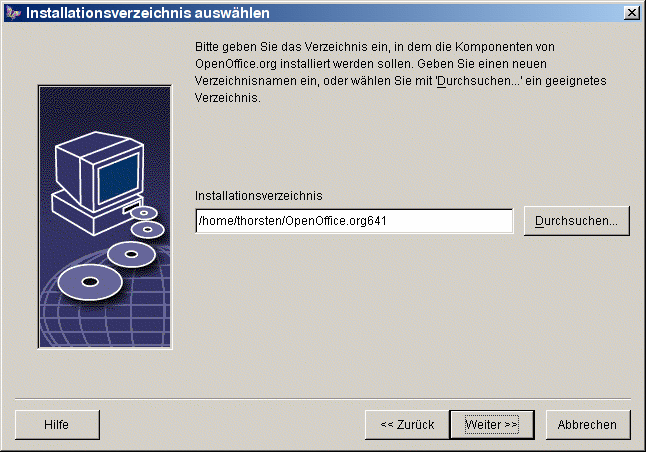 Installationsverzeichnis auswählen
Bitte geben Sie das Verzeichnis ein, in dem die Komponenten von
OpenOffice.org installiert werden sollen. Geben Sie einen neuen
Verzeichnisnamen ein, oder wählen Sie mit 'Durchsuchen...' ein geeignetes
Verzeichnis.
Installationsverzeichnis
/home/thorsten/OpenOffice.org641
Durchsuchen...
Hilfe
<< Zurück
Weiter >>
Abbrechen